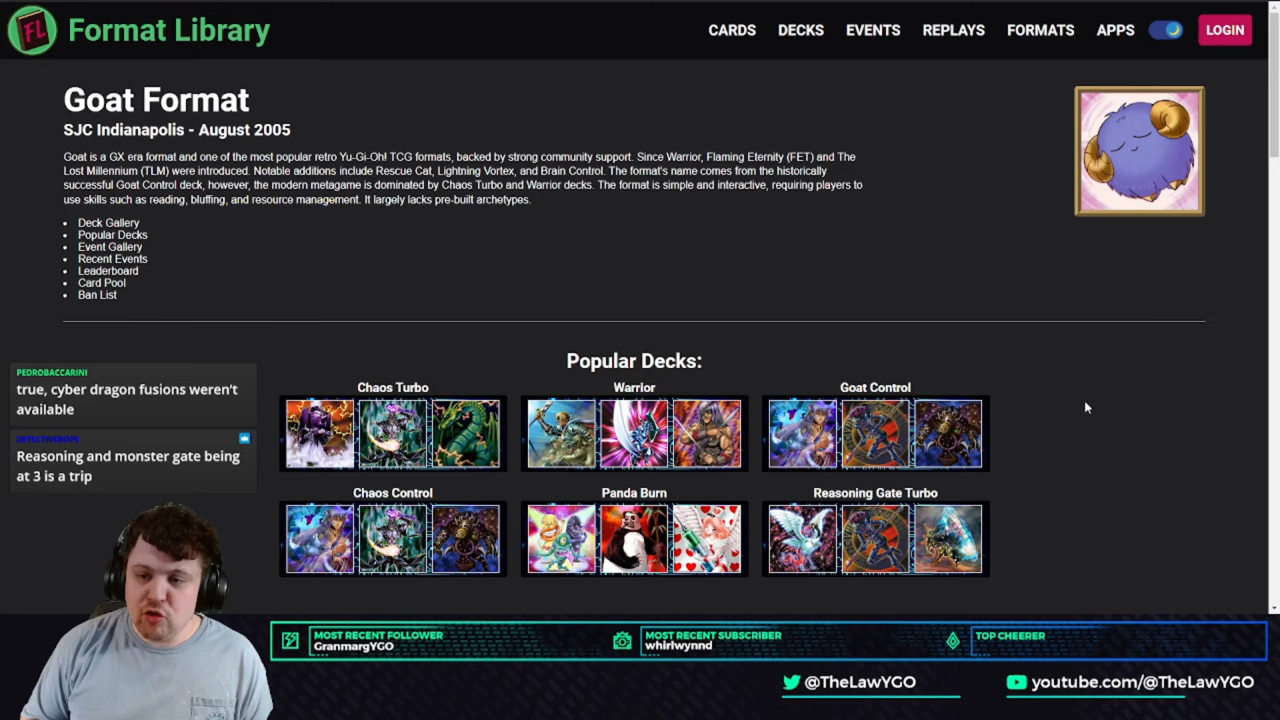 FL
Format Library
CARDS
DECKS
EVENTS
REPLAYS
FORMATS
APPS
LOGIN
Goat Format
SJC Indianapolis - August 2005
Goat is a GX era format and one of the most popular retro Yu-Gi-Oh! TCG formats, backed by strong community support. Since Warrior, Flaming Eternity (FET) and The
Lost Millennium (TLM) were introduced. Notable additions include Rescue Cat, Lightning Vortex, and Brain Control. The format's name comes from the historically
successful Goat Control deck, however, the modern metagame is dominated by Chaos Turbo and Warrior decks. The format is simple and interactive, requiring players to
use skills such as reading, bluffing, and resource management. It largely lacks pre-built archetypes.
Deck Gallery
Popular Decks
Event Gallery
Recent Events
Leaderboard
Card Pool
Ban List
Popular Decks:
Chaos Turbo
Warrior
Goat Control
Chaos Control
Panda Burn
Reasoning Gate Turbo
PEDROBACCARINI
true, cyber dragon fusions weren't
available
Reasoning and monster gate being
at 3 is a trip
MOST RECENT FOLLOWER
GranmargYGO
MOST RECENT SUBSCRIBER
whirlwynnd
TOP CHEERER
@TheLawYGO
youtube.com/@TheLawYGO